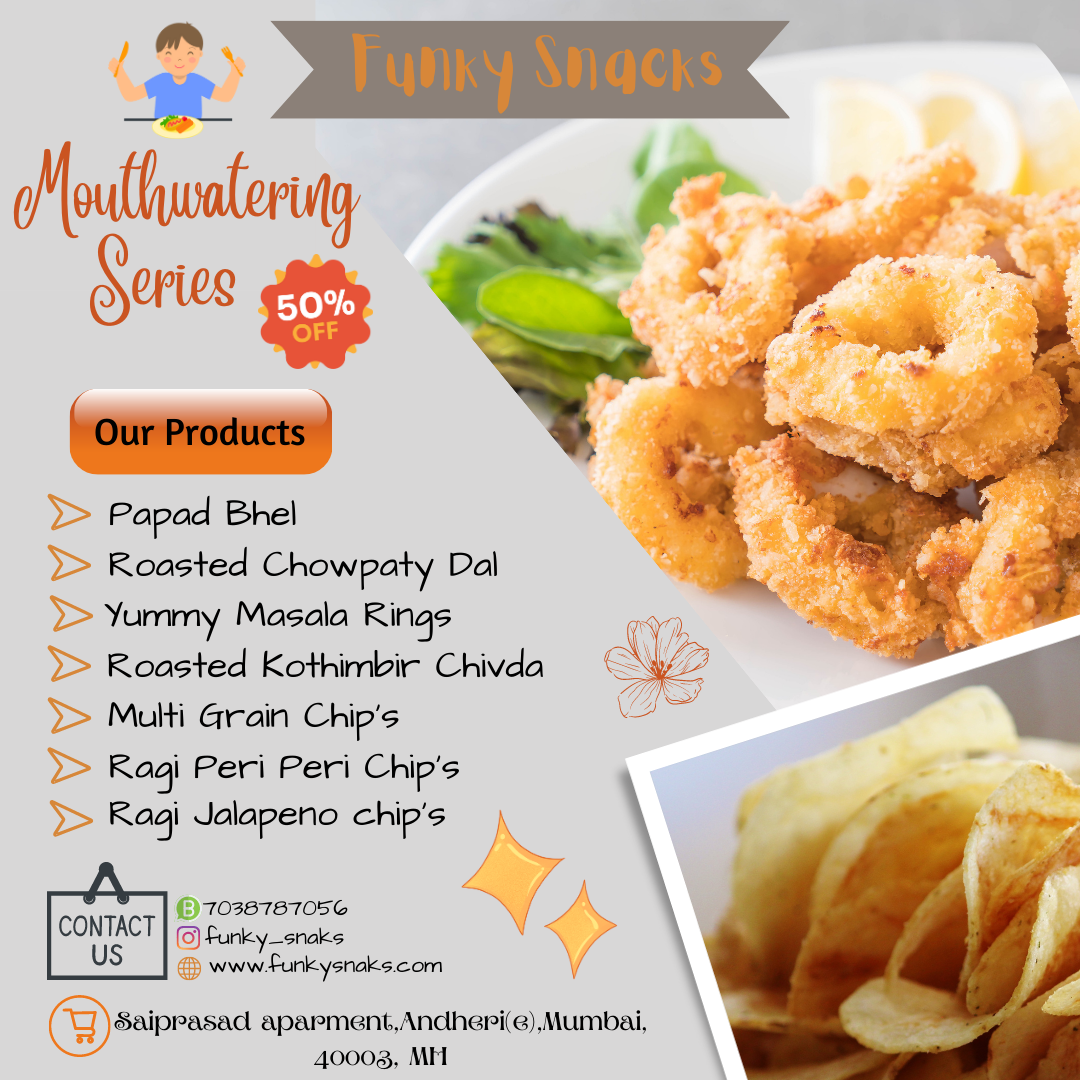 Funky Snacks
Mouthwatering
Series
50%
OFF
Our Products
Papad Bhel
Roasted Chowpaty Dal
Yummy Masala Rings
Roasted Kothimbir Chivda
Multi Grain Chip's
Ragi Peri Peri Chip's
Ragi Jalapeno chip's
CONTACT
US
B 7038787056
funky_snaks
www.funkysnaks.com
Saiprasad aparment,Andheri(e),Mumbai,
40003, MH